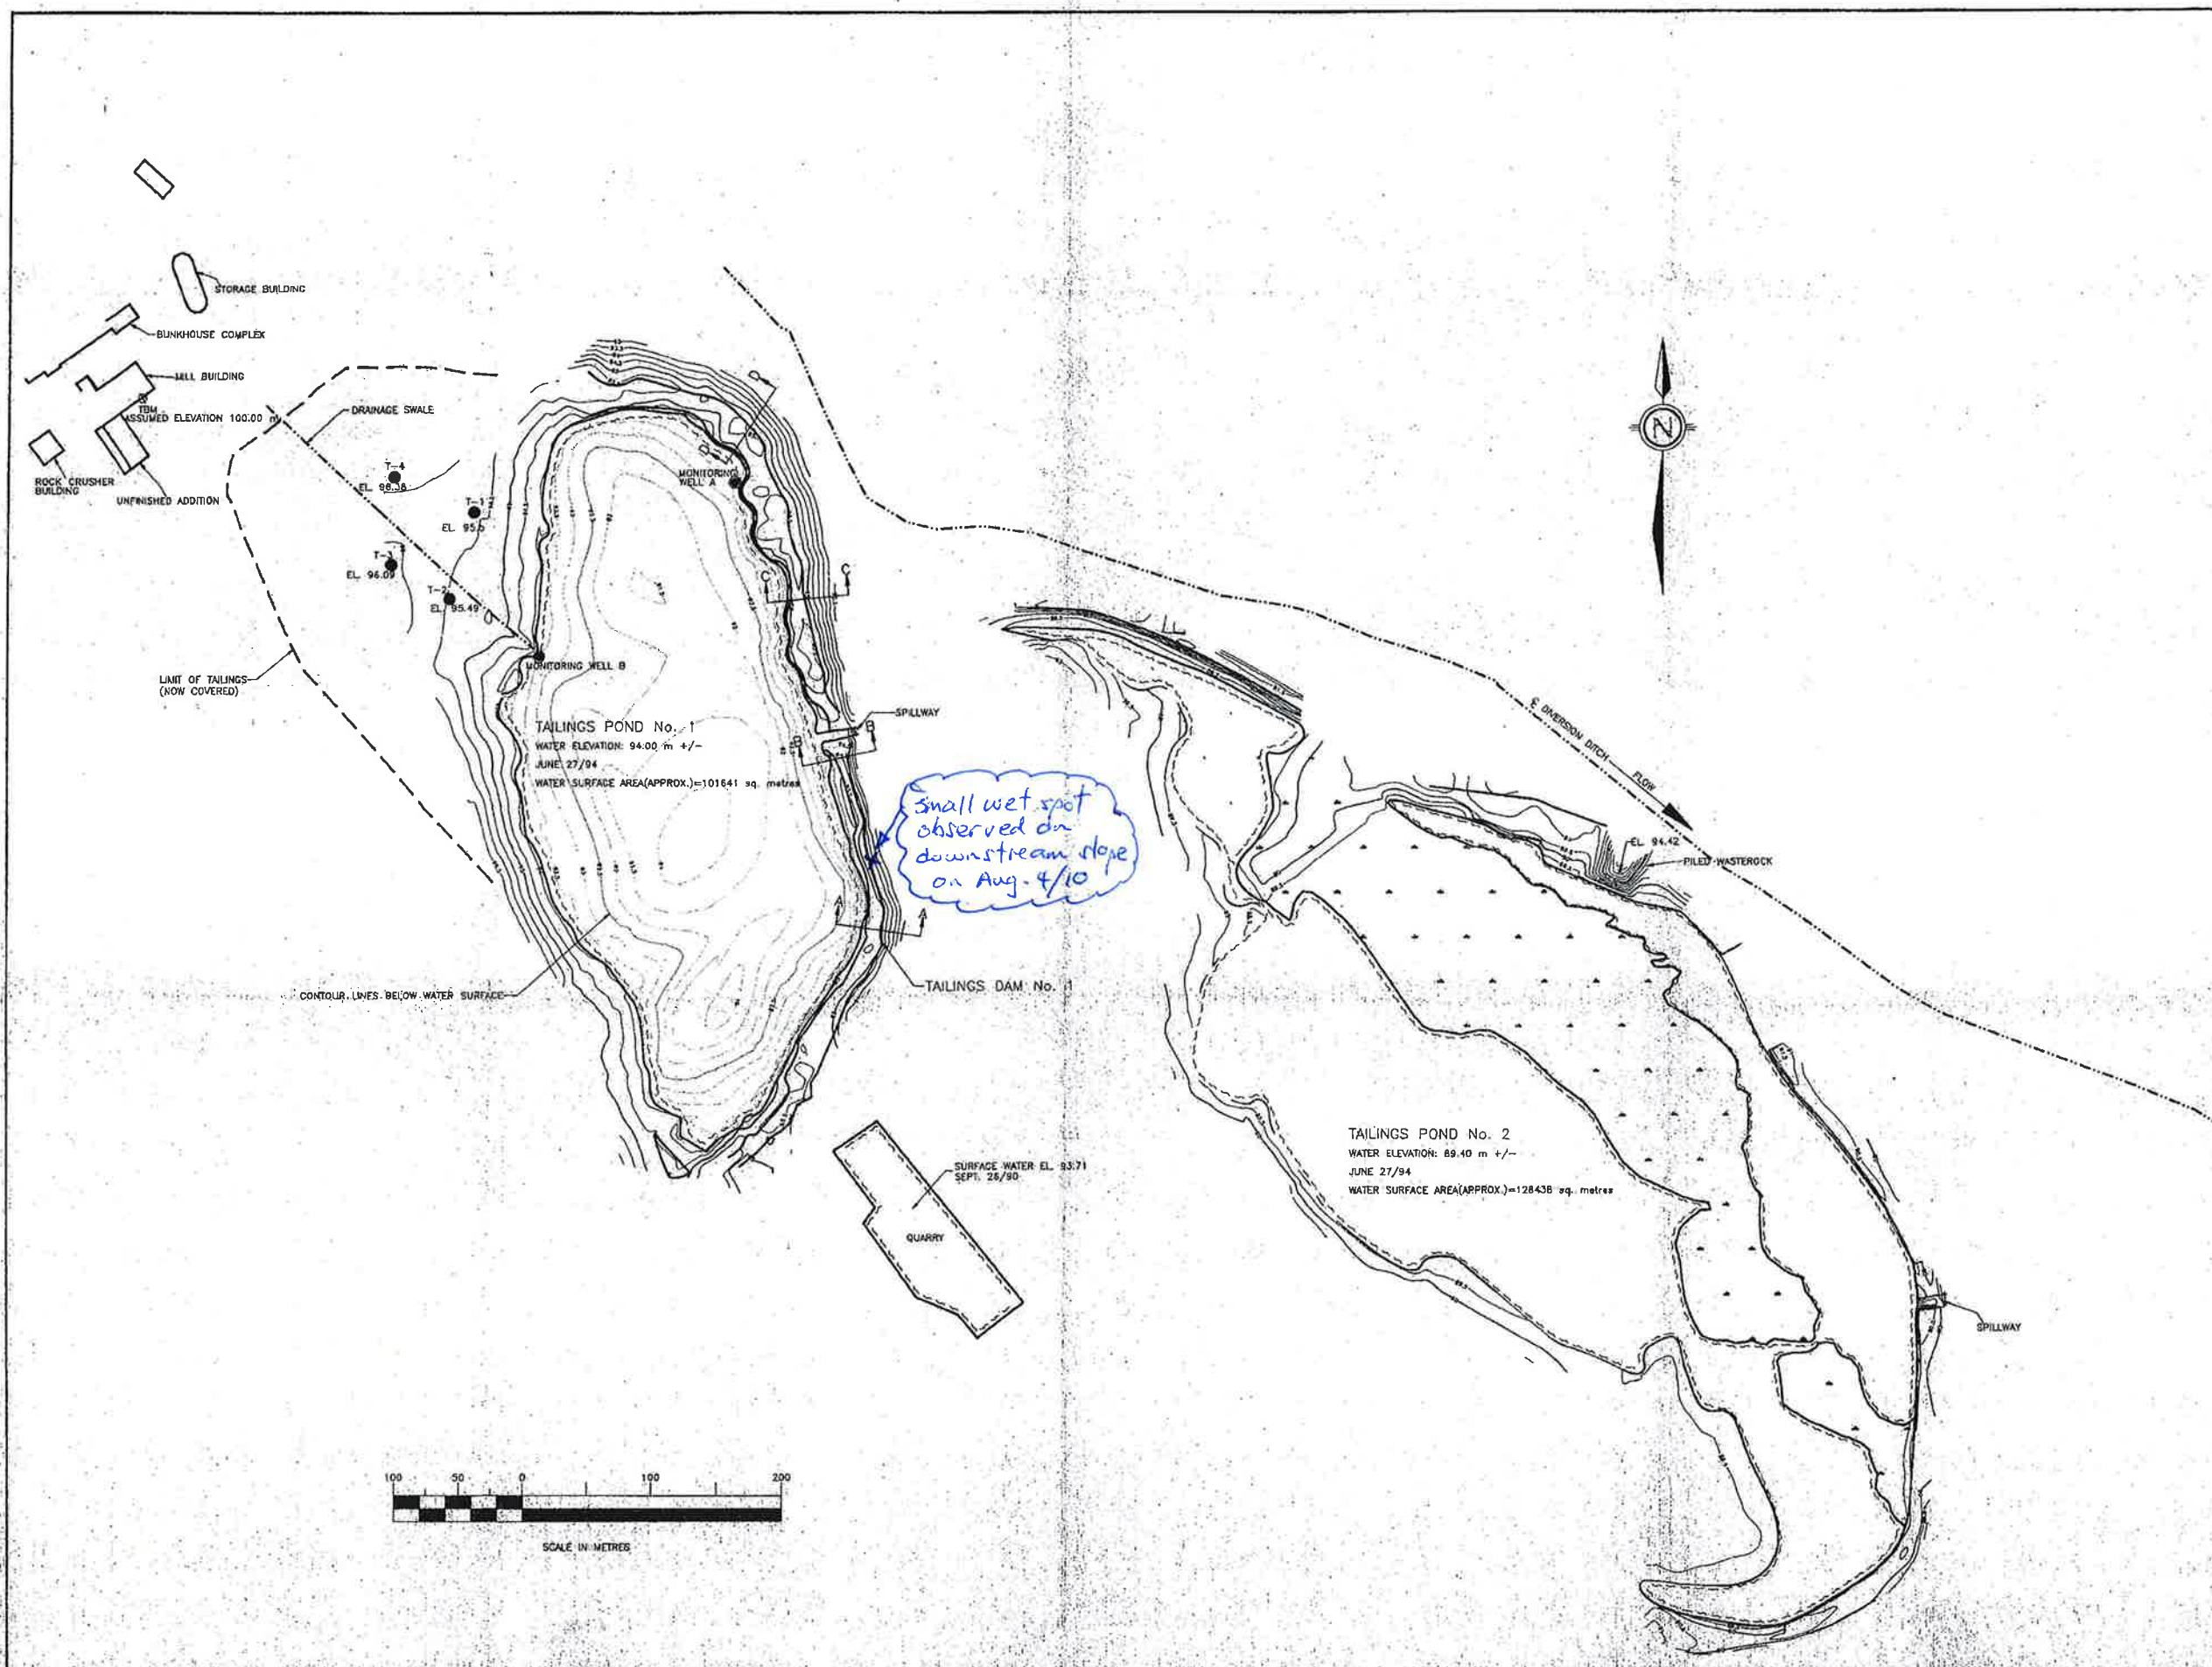 STORAGE BUILDING
BUNKHOUSE COMPLEX
MILL BUILDING
TBM
ASSUMED ELEVATION 100.00 m
DRAINAGE SWALE
ROCK CRUSHER
BUILDING
UNFINISHED ADDITION
T-4
EL. 96.38
T-1
EL. 95.5
T-3
EL. 96.09
T-2
EL. 95.49
MONITORING
WELL A
D
D
C
C
MONITORING WELL B
LIMIT OF TAILINGS
(NOW COVERED)
TAILINGS POND No. 1
WATER ELEVATION: 94.00 m +/-
JUNE 27/94
WATER SURFACE AREA(APPROX.)=101641 sq. metres
SPILLWAY
B
B
small wet spot
observed on
downstream slope
on Aug. 4/10
CONTOUR LINES BELOW WATER SURFACE
TAILINGS DAM No. 1
N
℄ DIVERSION DITCH
FLOW
EL. 94.42
PILED WASTEROCK
SURFACE WATER EL. 93.71
SEPT. 26/90
QUARRY
TAILINGS POND No. 2
WATER ELEVATION: 89.40 m +/-
JUNE 27/94
WATER SURFACE AREA(APPROX.)=128438 sq. metres
SPILLWAY
100 50 0 100 200
SCALE IN METRES